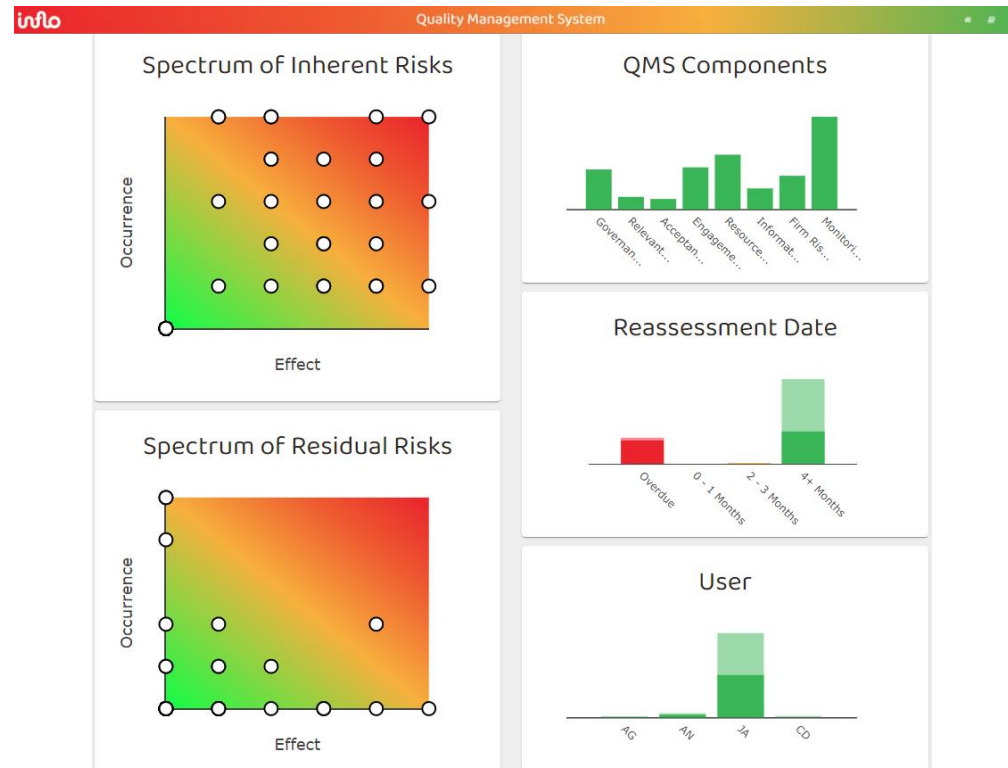 inflo
Quality Management System
Spectrum of Inherent Risks
Occurrence
Effect
Spectrum of Residual Risks
Occurrence
Effect
QMS Components
Governan...
Relevant...
Acceptan...
Engageme...
Resource...
Informat...
Firm Ris...
Monitori...
Reassessment Date
Overdue
0 - 1 Months
2 - 3 Months
4+ Months
User
AG
AN
JA
CD